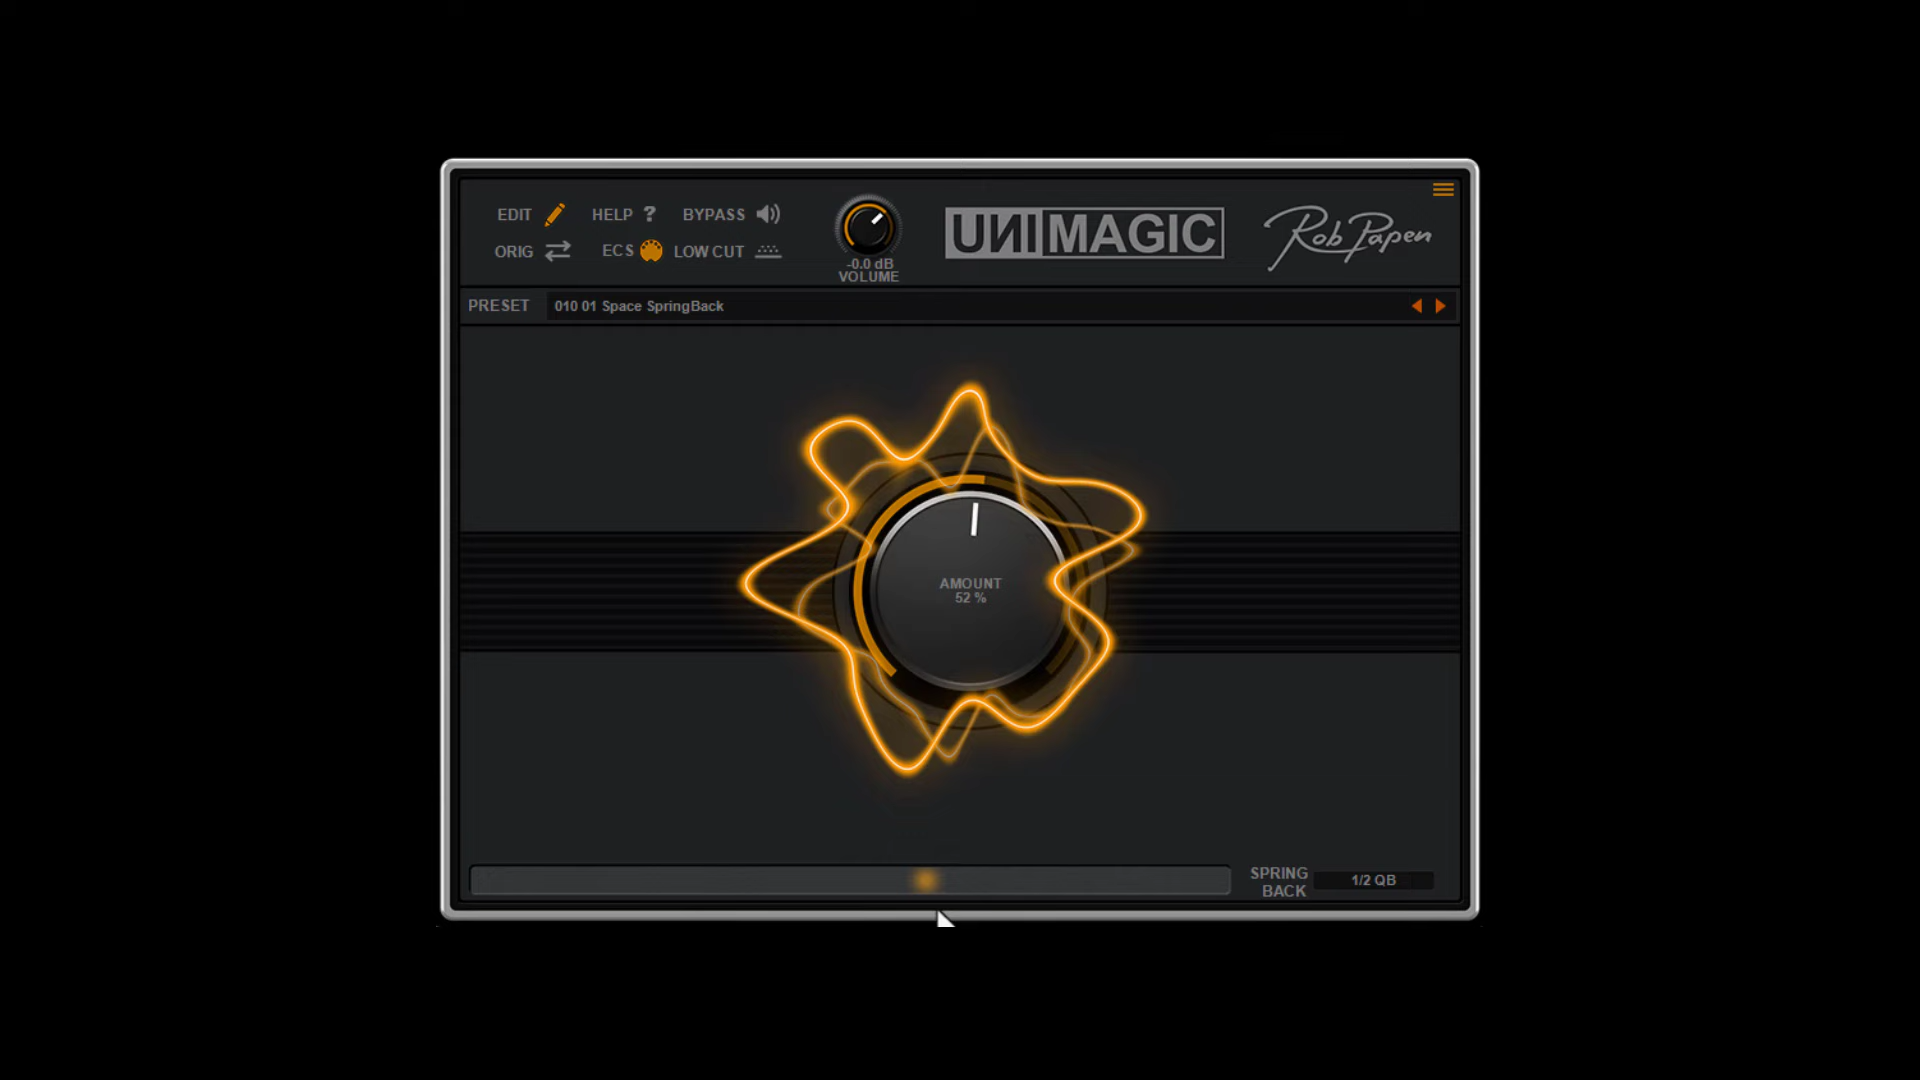 EDIT HELP ? BYPASS
ORIG ECS LOW CUT
-0.0 dB
VOLUME
UNIMAGIC
Rob Papen
PRESET 010 01 Space SpringBack
AMOUNT
52 %
SPRING
BACK
1/2 QB